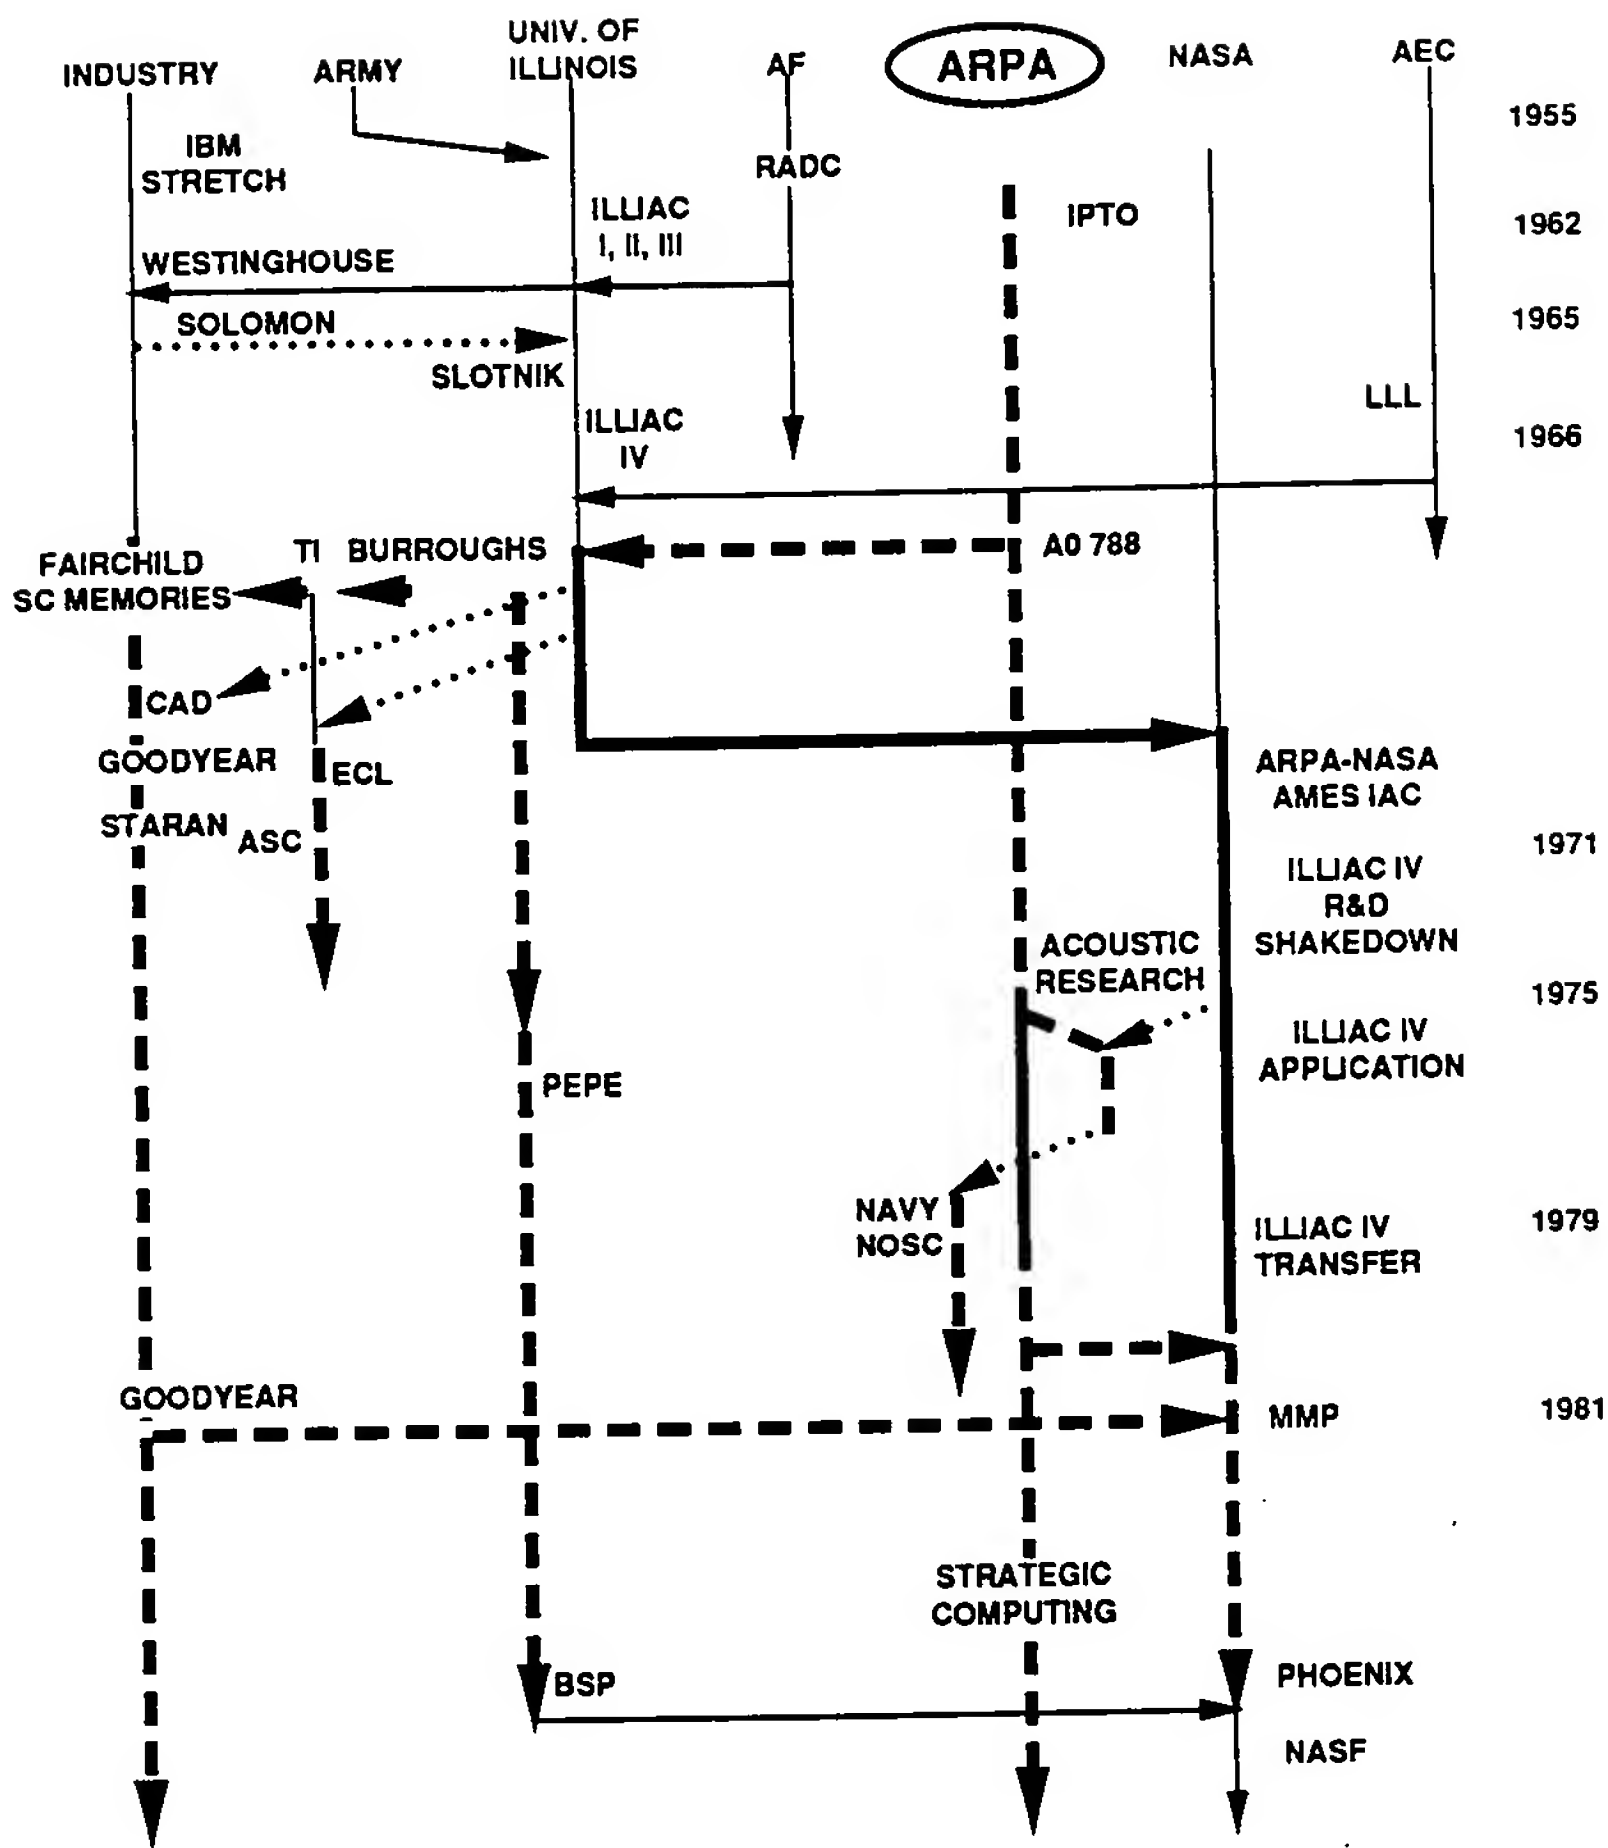 UNIV. OF
ILLINOIS
INDUSTRY
ARMY
AF
ARPA
NASA
AEC
1955
IBM
STRETCH
RADC
ILLIAC
I, II, III
IPTO
1962
WESTINGHOUSE
SOLOMON
1965
SLOTNIK
LLL
ILLIAC
IV
1966
FAIRCHILD
SC MEMORIES
TI
BURROUGHS
A0 788
CAD
GOODYEAR
ECL
ARPA-NASA
AMES IAC
STARAN
ASC
1971
ILLIAC IV
R&D
SHAKEDOWN
ACOUSTIC
RESEARCH
1975
ILLIAC IV
APPLICATION
PEPE
NAVY
NOSC
ILLIAC IV
TRANSFER
1979
GOODYEAR
MMP
1981
STRATEGIC
COMPUTING
BSP
PHOENIX
NASF